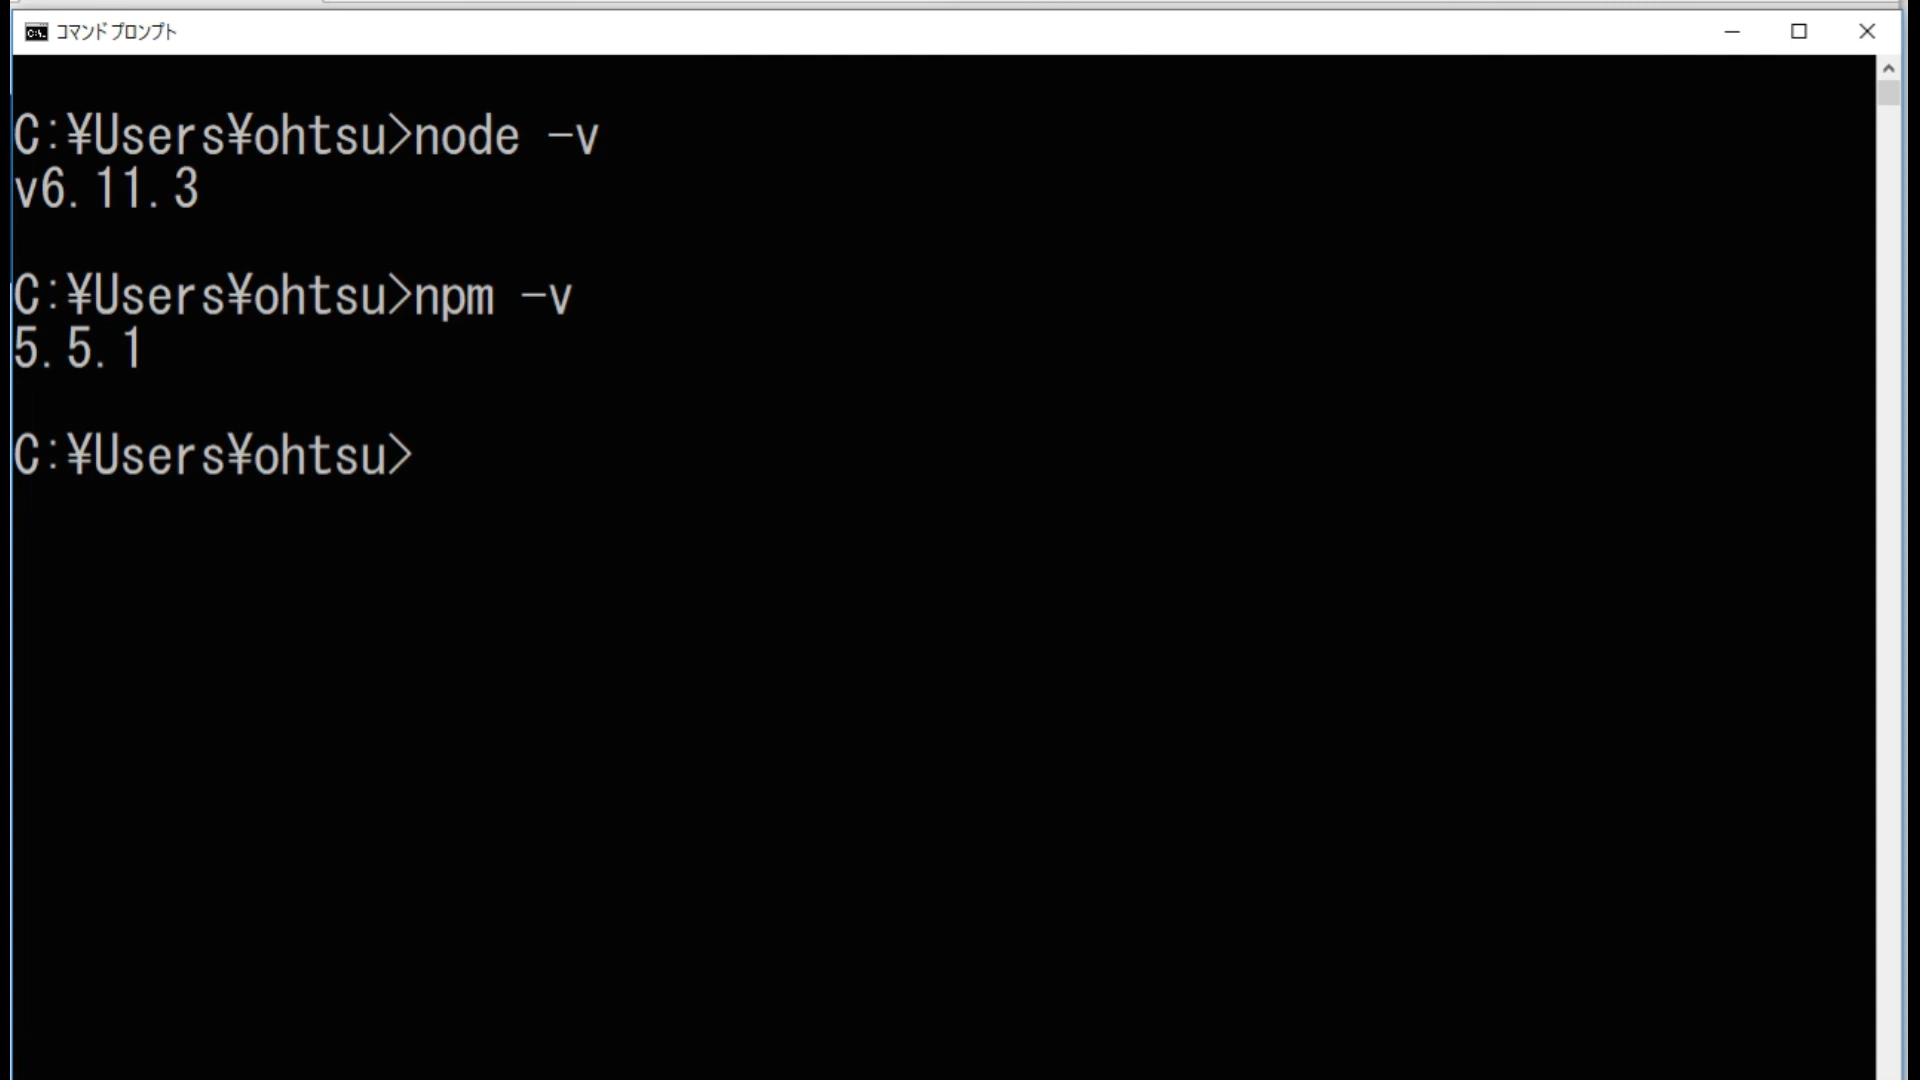 コマンド プロンプト
C:¥Users¥ohtsu>node -v
v6.11.3
C:¥Users¥ohtsu>npm -v
5.5.1
C:¥Users¥ohtsu>